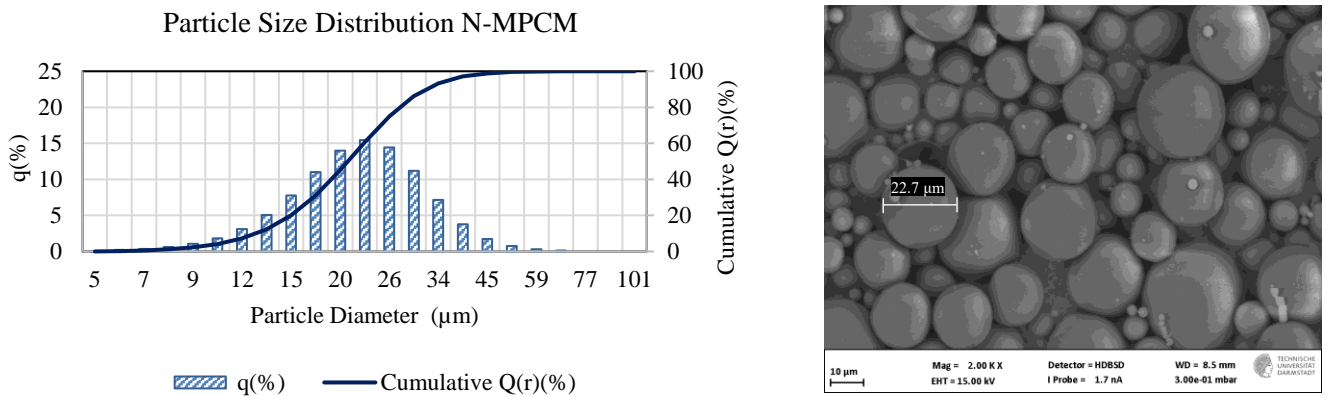 Particle Size Distribution N-MPCM
25
20
15
10
5
0
q(%)
100
80
60
40
20
0
Cumulative Q(r)(%)
5 7 9 12 15 20 26 34 45 59 77 101
Particle Diameter (µm)
q(%) Cumulative Q(r)(%)
22.7 µm
10 µm
Mag = 2.00 K X Detector = HDBSD WD = 8.5 mm
EHT = 15.00 kV I Probe = 1.7 nA 3.00e-01 mbar
TECHNISCHE
UNIVERSITÄT
DARMSTADT